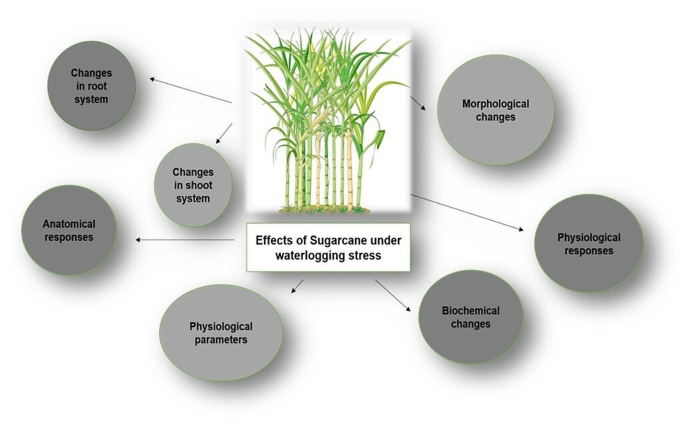 Changes
in root
system
Morphological
changes
Changes
in shoot
system
Anatomical
responses
Effects of Sugarcane under
waterlogging stress
Physiological
responses
Physiological
parameters
Biochemical
changes